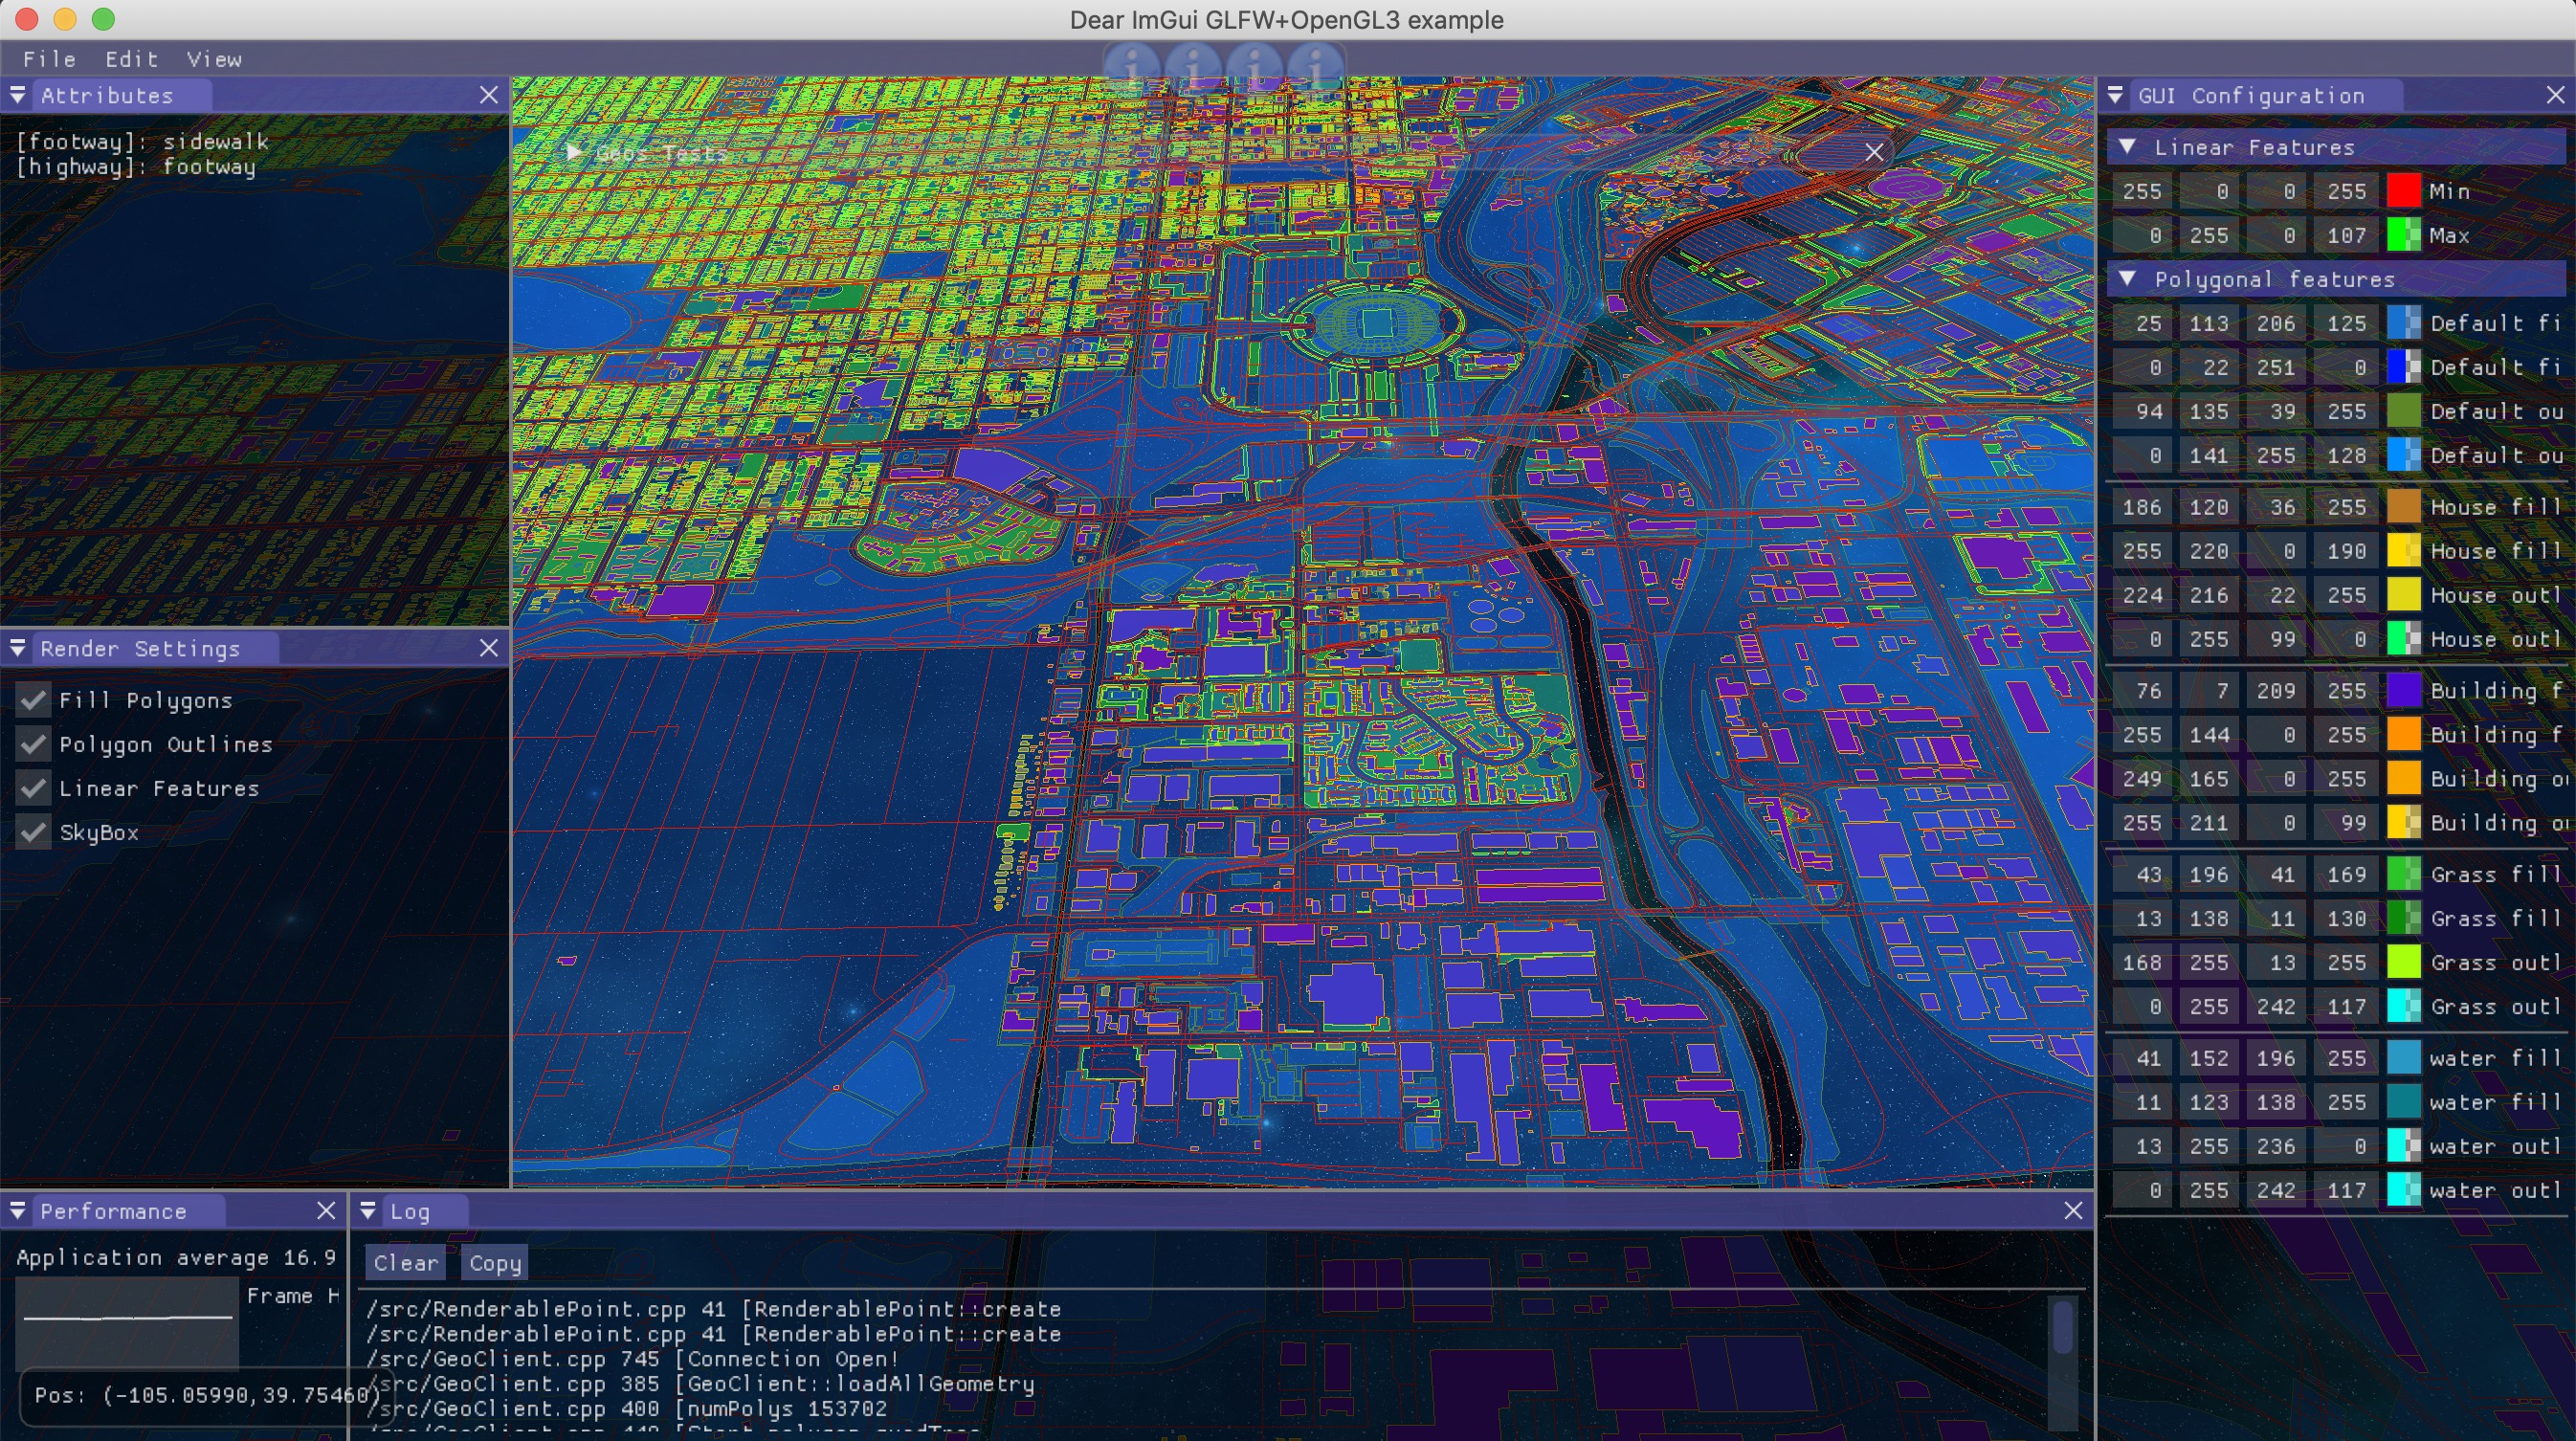 Dear ImGui GLFW+OpenGL3 example
File Edit View
Attributes
[footway]: sidewalk
[highway]: footway
Geos Tests
Render Settings
Fill Polygons
Polygon Outlines
Linear Features
SkyBox
Performance
Application average 16.9
Frame H
Pos: (-105.05990,39.75460)
Log
Clear Copy
/src/RenderablePoint.cpp 41 [RenderablePoint::create
/src/RenderablePoint.cpp 41 [RenderablePoint::create
/src/GeoClient.cpp 745 [Connection Open!
/src/GeoClient.cpp 385 [GeoClient::loadAllGeometry
/src/GeoClient.cpp 400 [numPolys 153702
GUI Configuration
Linear Features
255 0 0 255 Min
0 255 0 107 Max
Polygonal features
25 113 206 125 Default fi
0 22 251 0 Default fi
94 135 39 255 Default ou
0 141 255 128 Default ou
186 120 36 255 House fill
255 220 0 190 House fill
224 216 22 255 House outl
0 255 99 0 House outl
76 7 209 255 Building f
255 144 0 255 Building f
249 165 0 255 Building o
255 211 0 99 Building o
43 196 41 169 Grass fill
13 138 11 130 Grass fill
168 255 13 255 Grass outl
0 255 242 117 Grass outl
41 152 196 255 water fill
11 123 138 255 water fill
13 255 236 0 water outl
0 255 242 117 water outl